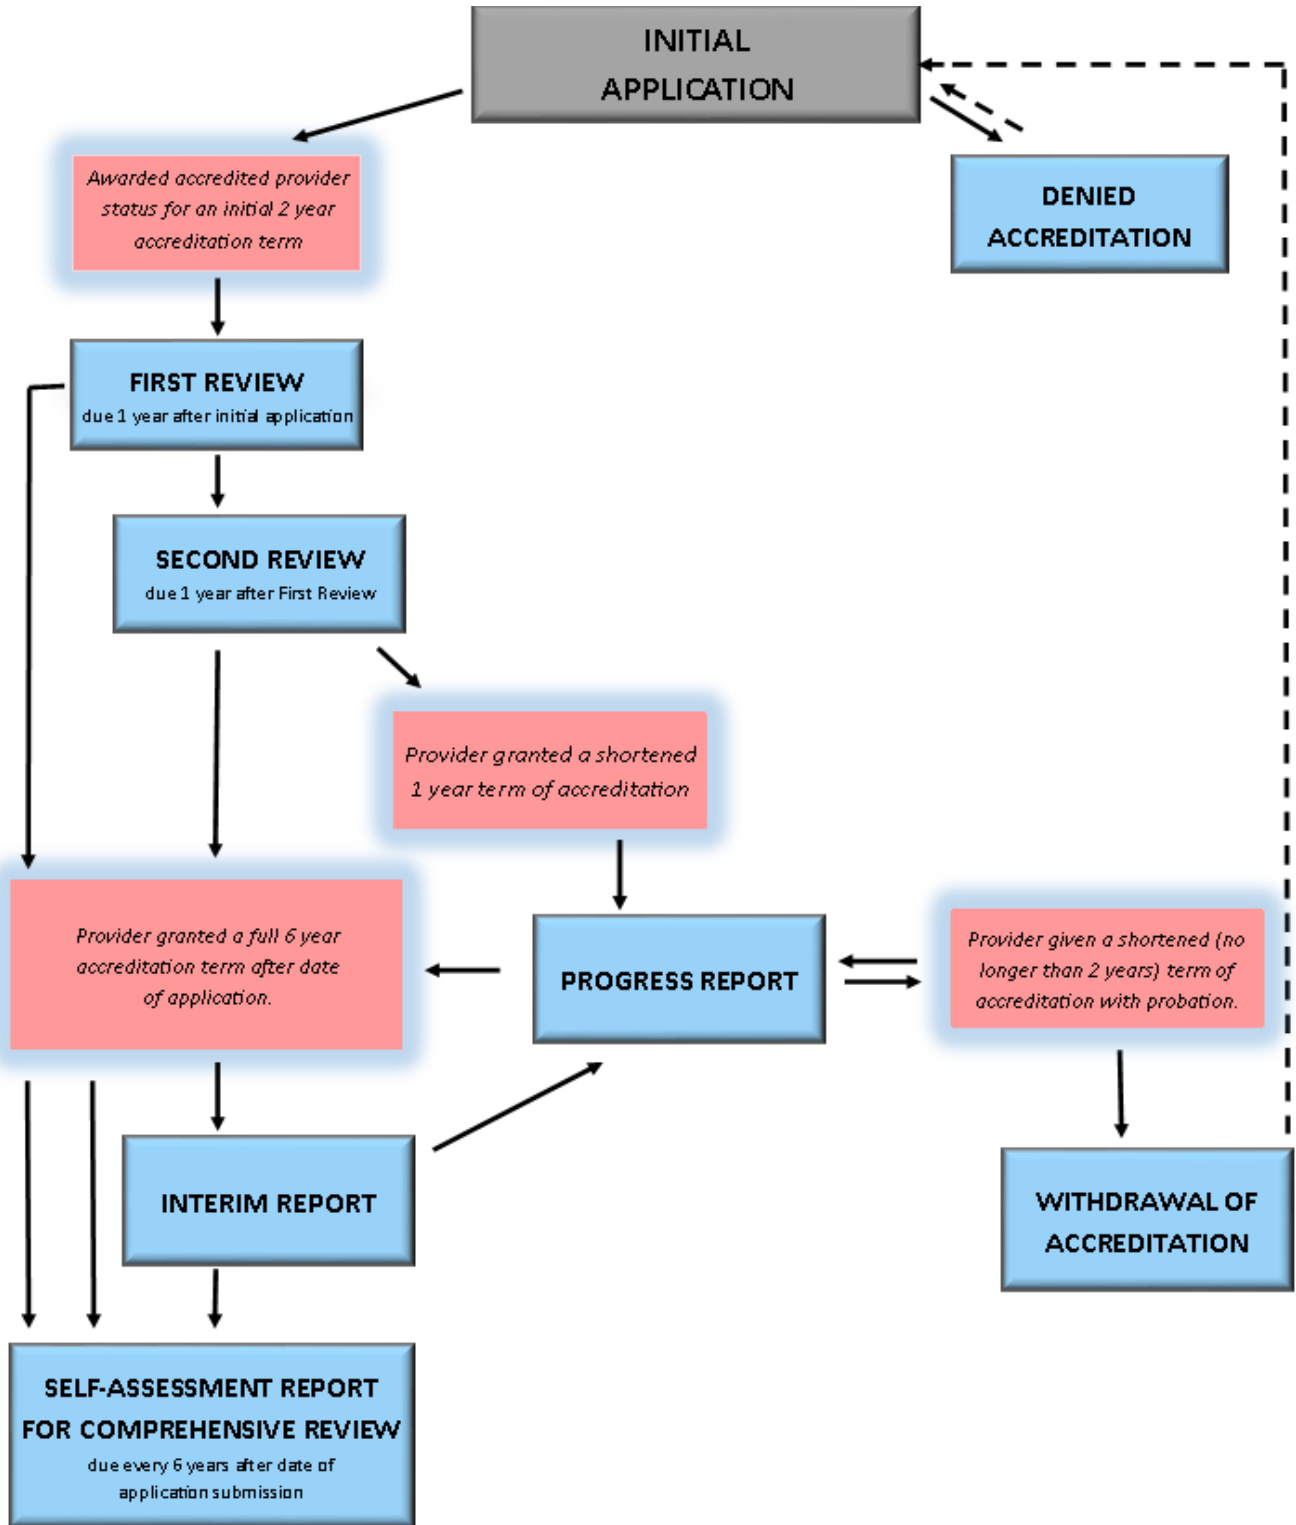 INITIAL
APPLICATION
Awarded accredited provider
status for an initial 2 year
accreditation term
DENIED
ACCREDITATION
FIRST REVIEW
due 1 year after initial application
SECOND REVIEW
due 1 year after First Review
Provider granted a shortened
1 year term of accreditation
Provider granted a full 6 year
accreditation term after date
of application.
PROGRESS REPORT
Provider given a shortened (no
longer than 2 years) term of
accreditation with probation.
INTERIM REPORT
WITHDRAWAL OF
ACCREDITATION
SELF-ASSESSMENT REPORT
FOR COMPREHENSIVE REVIEW
due every 6 years after date of
application submission